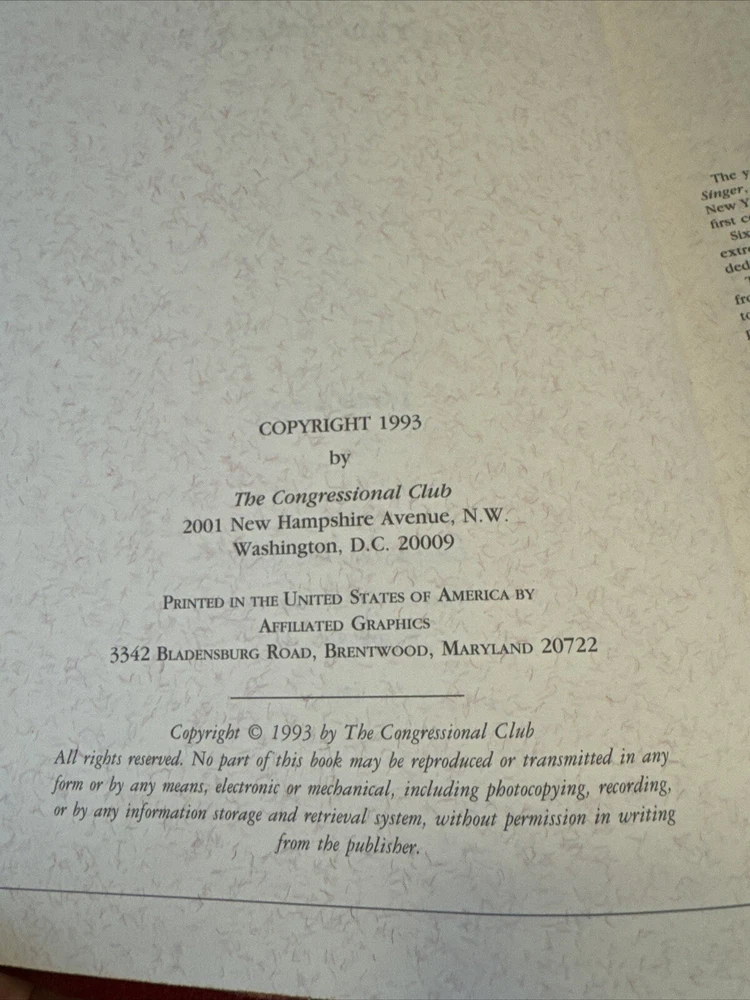 COPYRIGHT 1993
by
The Congressional Club
2001 New Hampshire Avenue, N.W.
Washington, D.C. 20009
PRINTED IN THE UNITED STATES OF AMERICA BY
AFFILIATED GRAPHICS
3342 BLADENSBURG ROAD, BRENTWOOD, MARYLAND 20722
Copyright © 1993 by The Congressional Club
All rights reserved. No part of this book may be reproduced or transmitted in any
form or by any means, electronic or mechanical, including photocopying, recording,
or by any information storage and retrieval system, without permission in writing
from the publisher.
The y
Singer,
New Y
first c
Six
extr
ded
fro
to